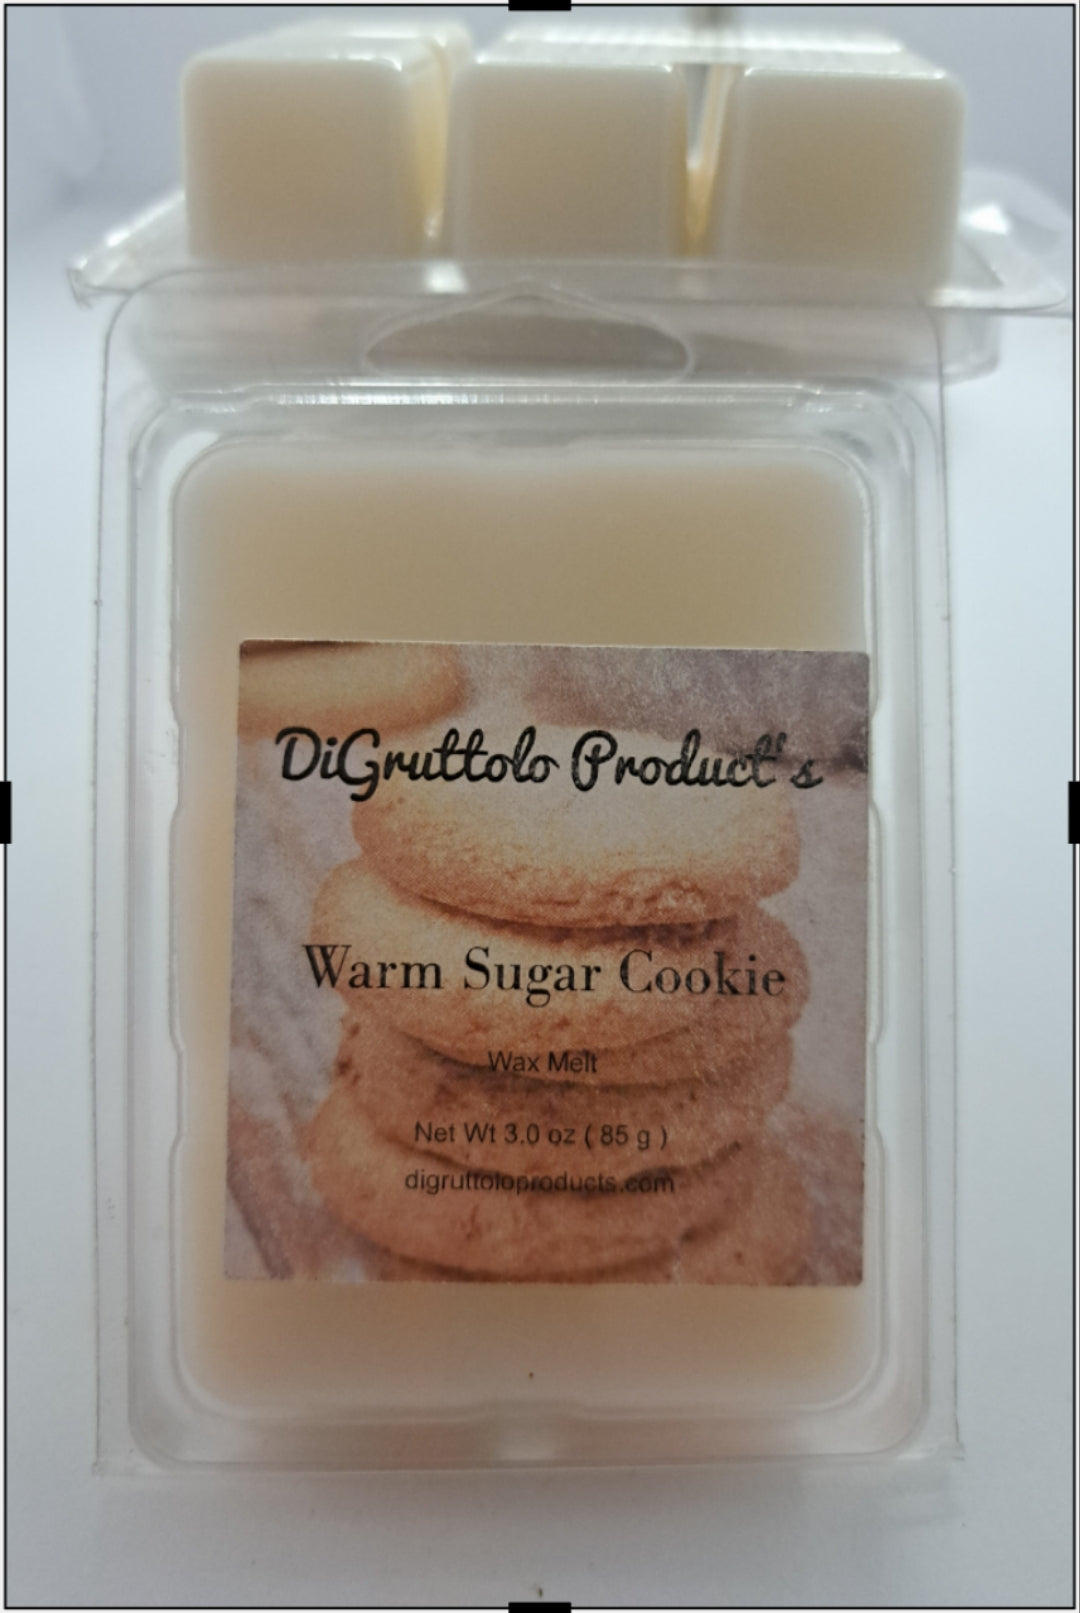 DiGruttolo Product's
Warm Sugar Cookie
Wax Melt
Net Wt 3.0 oz ( 85 g )
digruttoloproducts.com